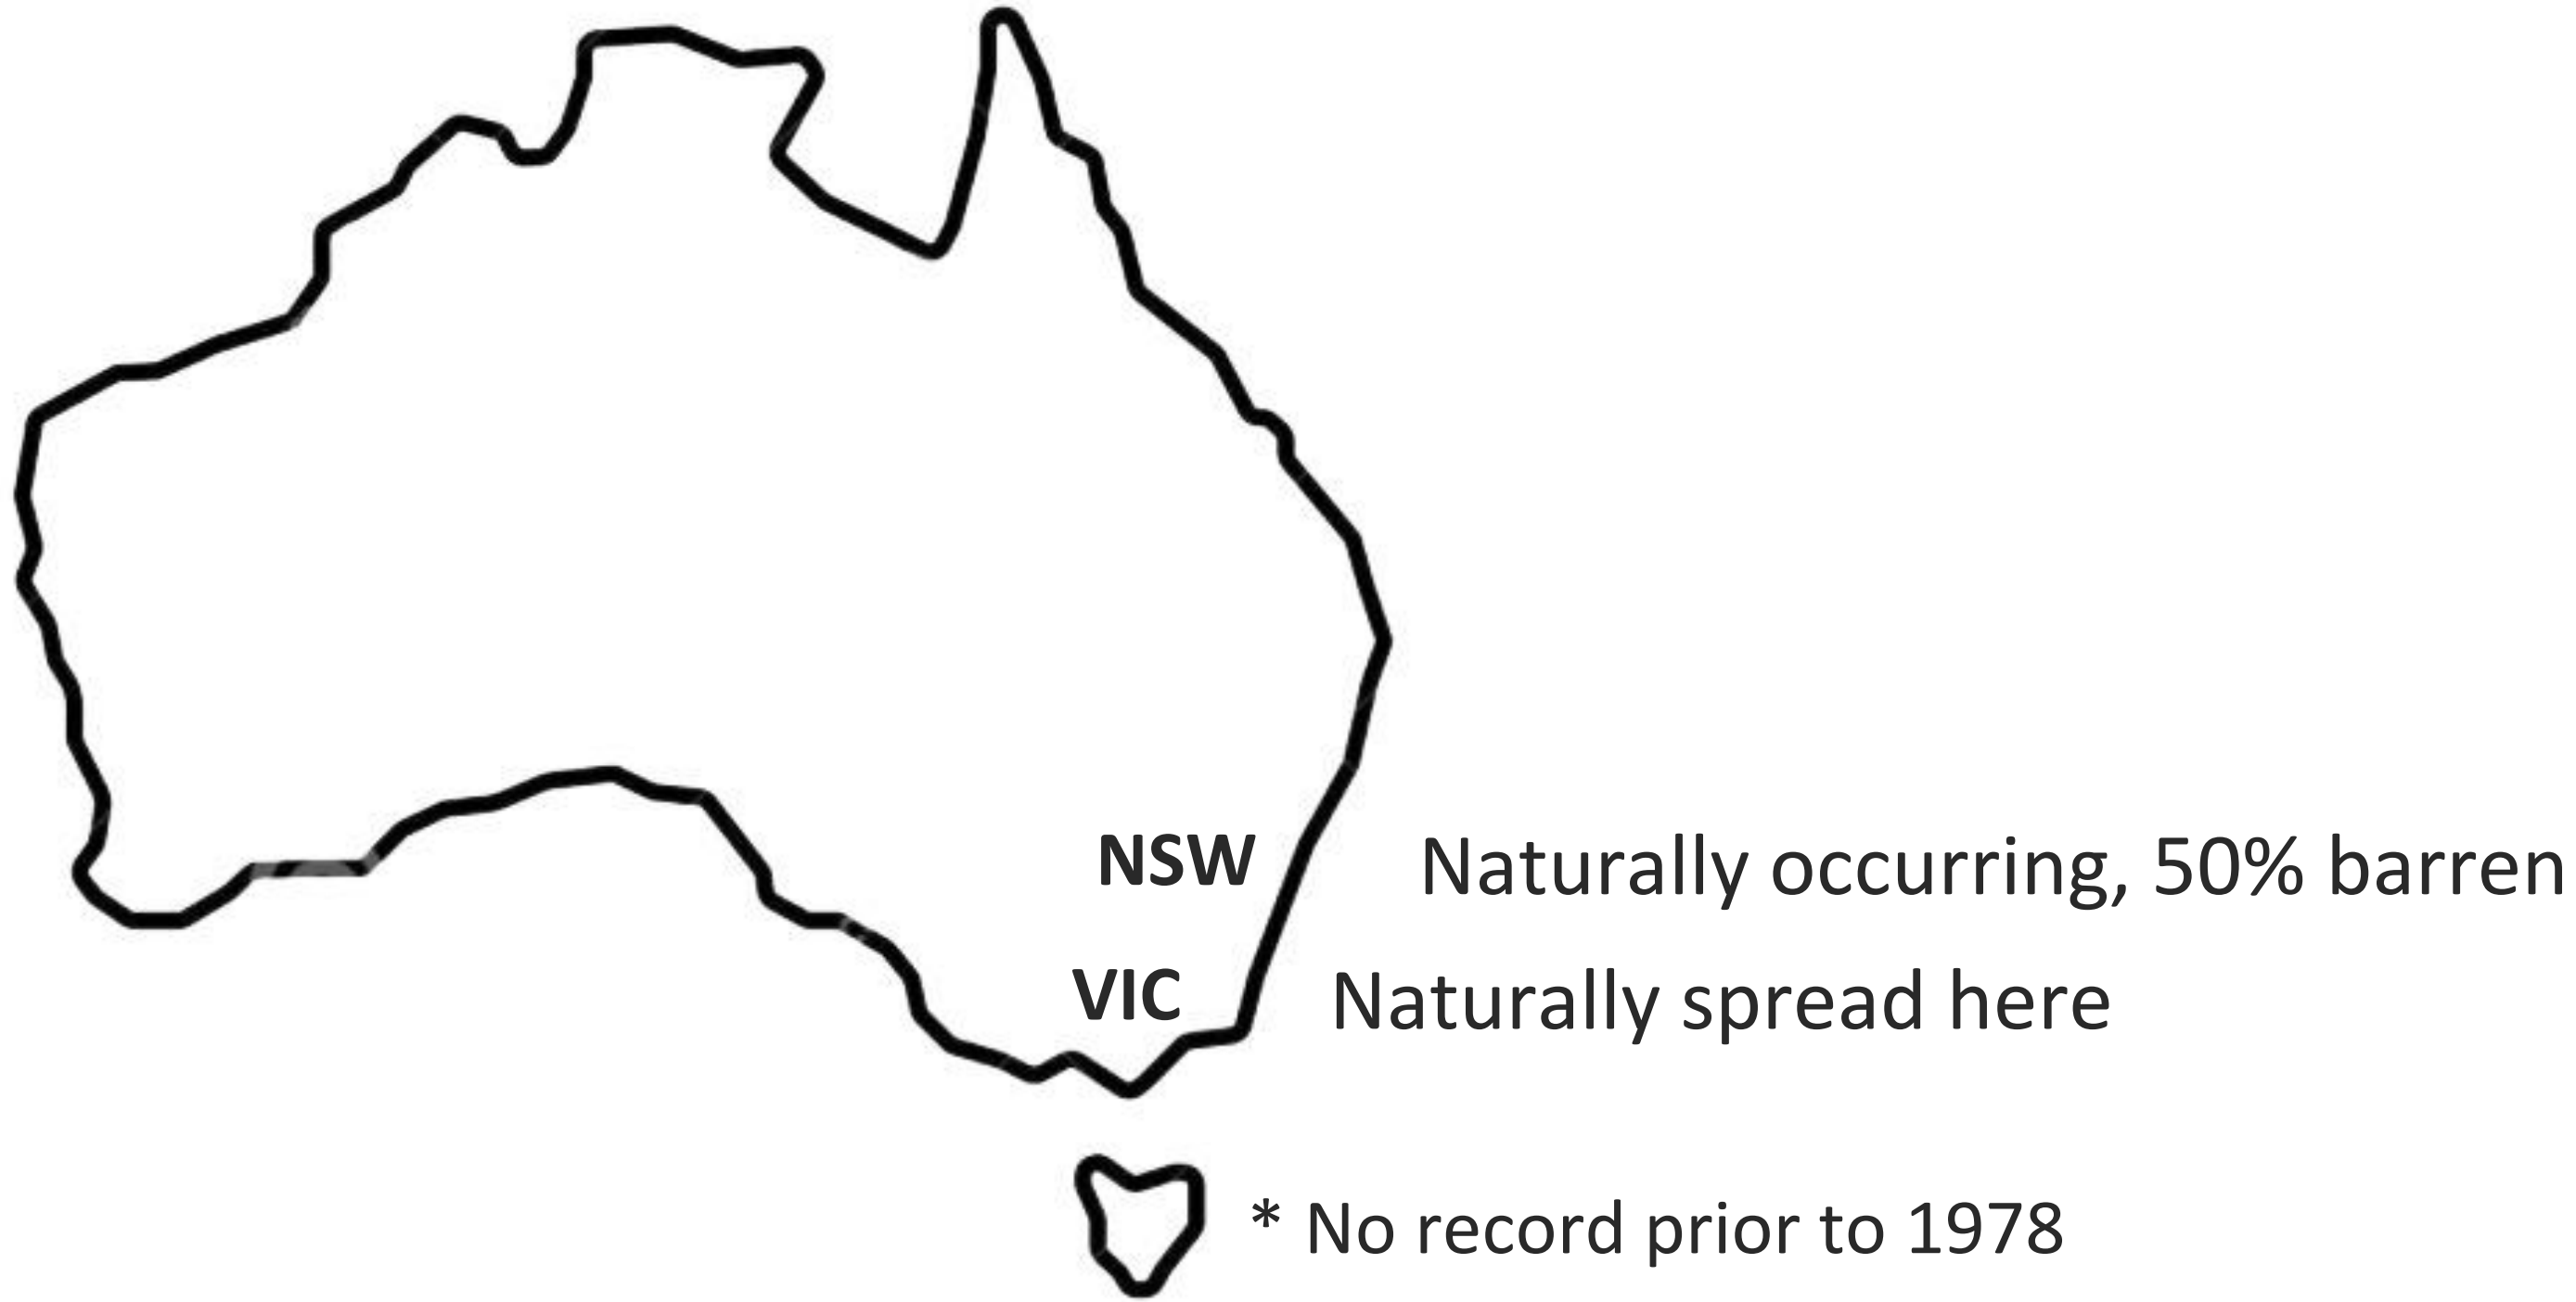 NSW Naturally occurring, 50% barren
VIC Naturally spread here
* No record prior to 1978